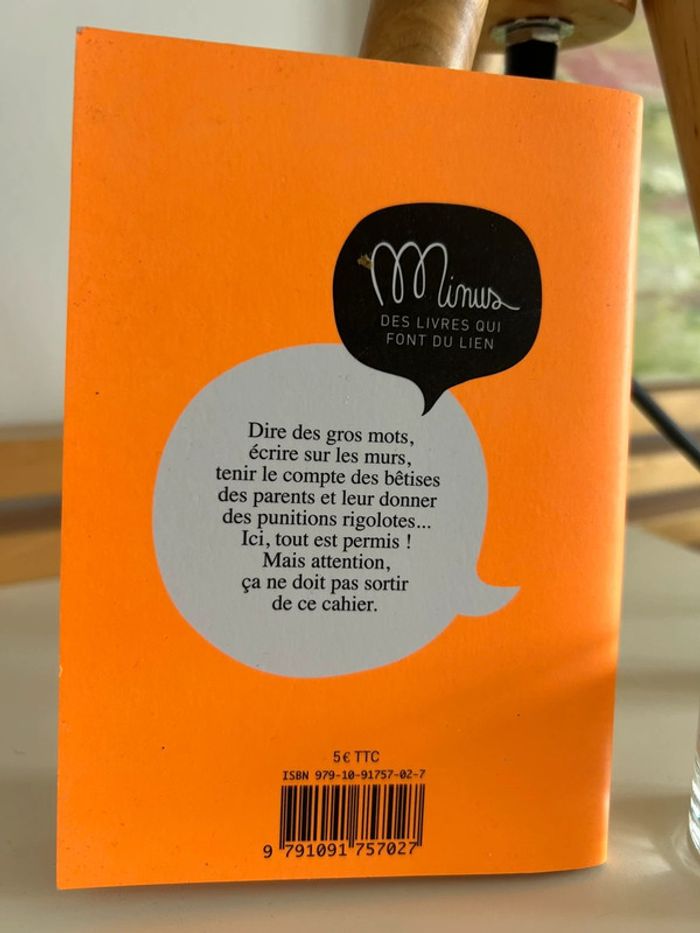 Minus
DES LIVRES QUI
FONT DU LIEN
Dire des gros mots,
écrire sur les murs,
tenir le compte des bêtises
des parents et leur donner
des punitions rigolotes...
Ici, tout est permis !
Mais attention,
ça ne doit pas sortir
de ce cahier.
5 € TTC
ISBN 979-10-91757-02-7
9 791091 757027